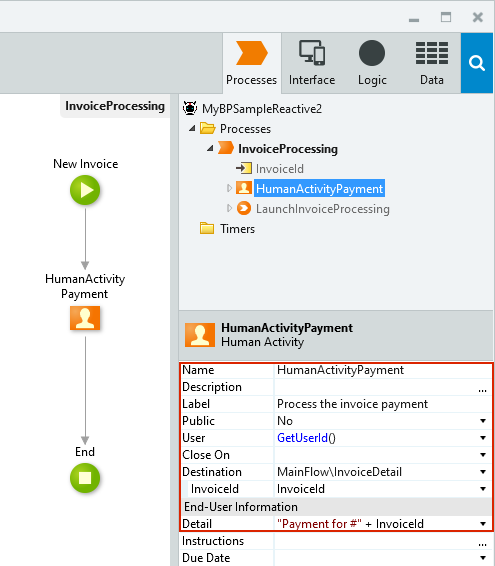 Processes
Interface
Logic
Data
InvoiceProcessing
New Invoice
HumanActivity
Payment
End
MyBPSampleReactive2
Processes
InvoiceProcessing
InvoiceId
HumanActivityPayment
LaunchInvoiceProcessing
Timers
HumanActivityPayment
Human Activity
Name HumanActivityPayment
Description ...
Label Process the invoice payment
Public No
User GetUserId()
Close On
Destination MainFlow\InvoiceDetail
InvoiceId InvoiceId
End-User Information
Detail "Payment for #" + InvoiceId
Instructions ...
Due Date